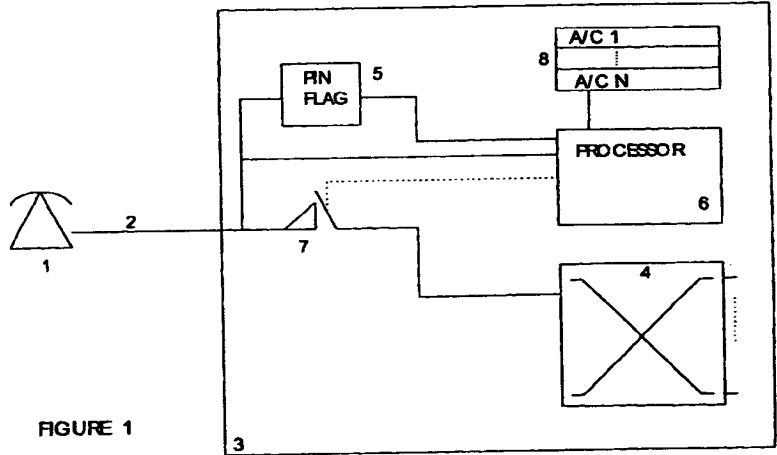 A/C 1
8
A/C N
PIN
FLAG
5
PROCESSOR
6
2
1
7
4
FIGURE 1
3